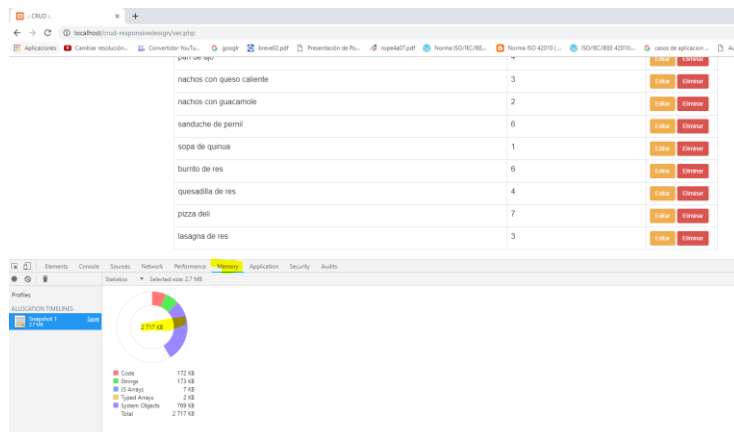 :: CRUD ::
localhost/crud-responsivedesign/ver.php
Aplicaciones Cambiar resolución... Convertidor YouTu... googlr tireve02.pdf Presentación de Po... Norma ISO/IEC/IEE... Norma ISO 42010 |... ISO/IEC/IEEE 42010:... casos de aplicacion ...
pan de ajo 4 Editar Eliminar
nachos con queso caliente 3 Editar Eliminar
nachos con guacamole 2 Editar Eliminar
sanduche de pernil 6 Editar Eliminar
sopa de quinua 1 Editar Eliminar
burrito de res 6 Editar Eliminar
quesadilla de res 4 Editar Eliminar
pizza deli 7 Editar Eliminar
lasagna de res 3 Editar Eliminar
Elements Console Sources Network Performance Memory Application Security Audits
Statistics Selected size: 2.7 MB
Profiles
ALLOCATION TIMELINES
Snapshot 1 Save
2.7 MB
2 717 KB
Code 172 KB
Strings 173 KB
JS Arrays 7 KB
Typed Arrays 2 KB
System Objects 769 KB
Total 2 717 KB